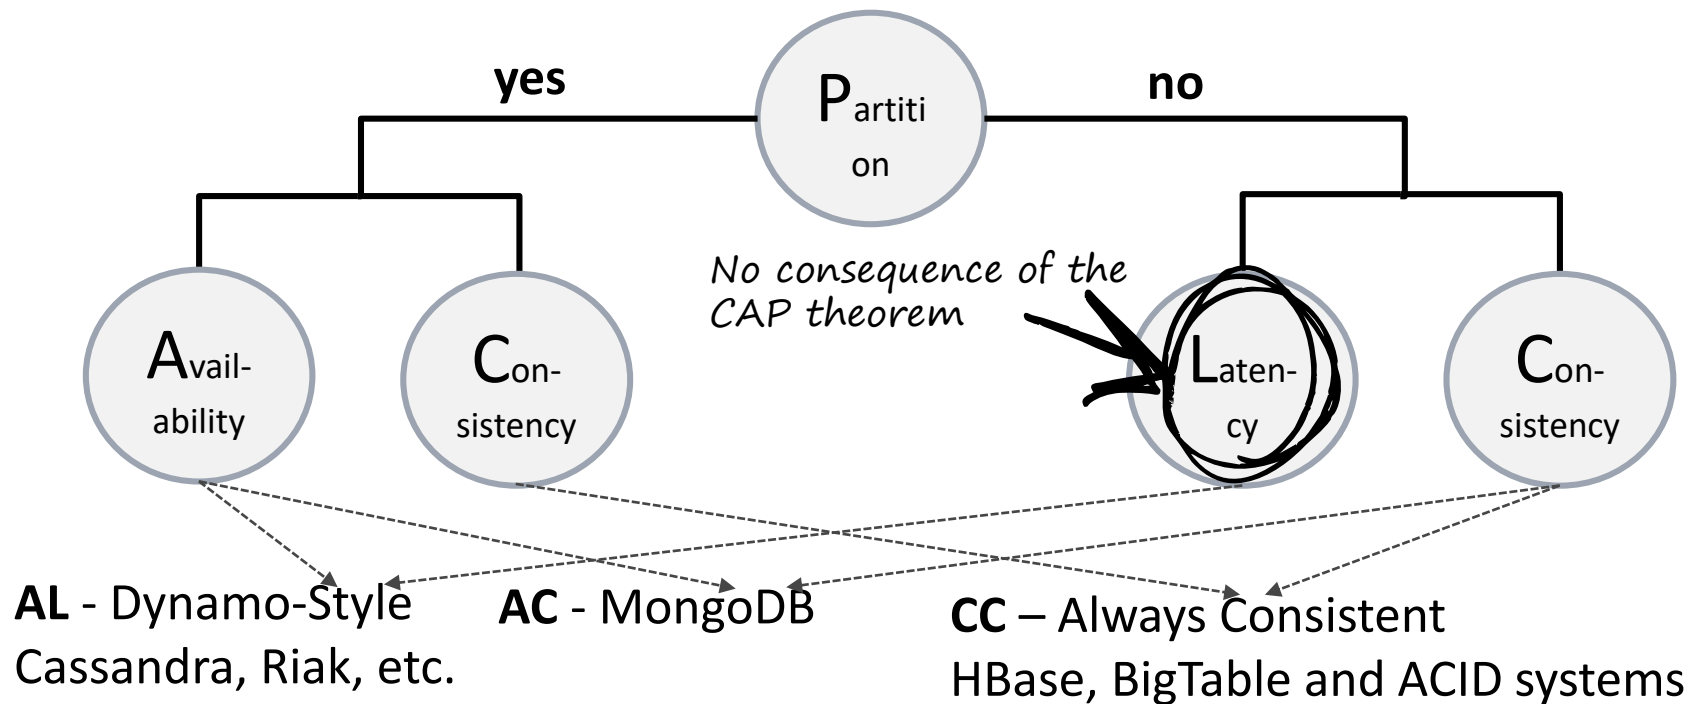 yes
no
Partiti
on
No consequence of the
CAP theorem
Avail-
ability
Con-
sistency
Laten-
cy
Con-
sistency
AL - Dynamo-Style
Cassandra, Riak, etc.
AC - MongoDB
CC – Always Consistent
HBase, BigTable and ACID systems